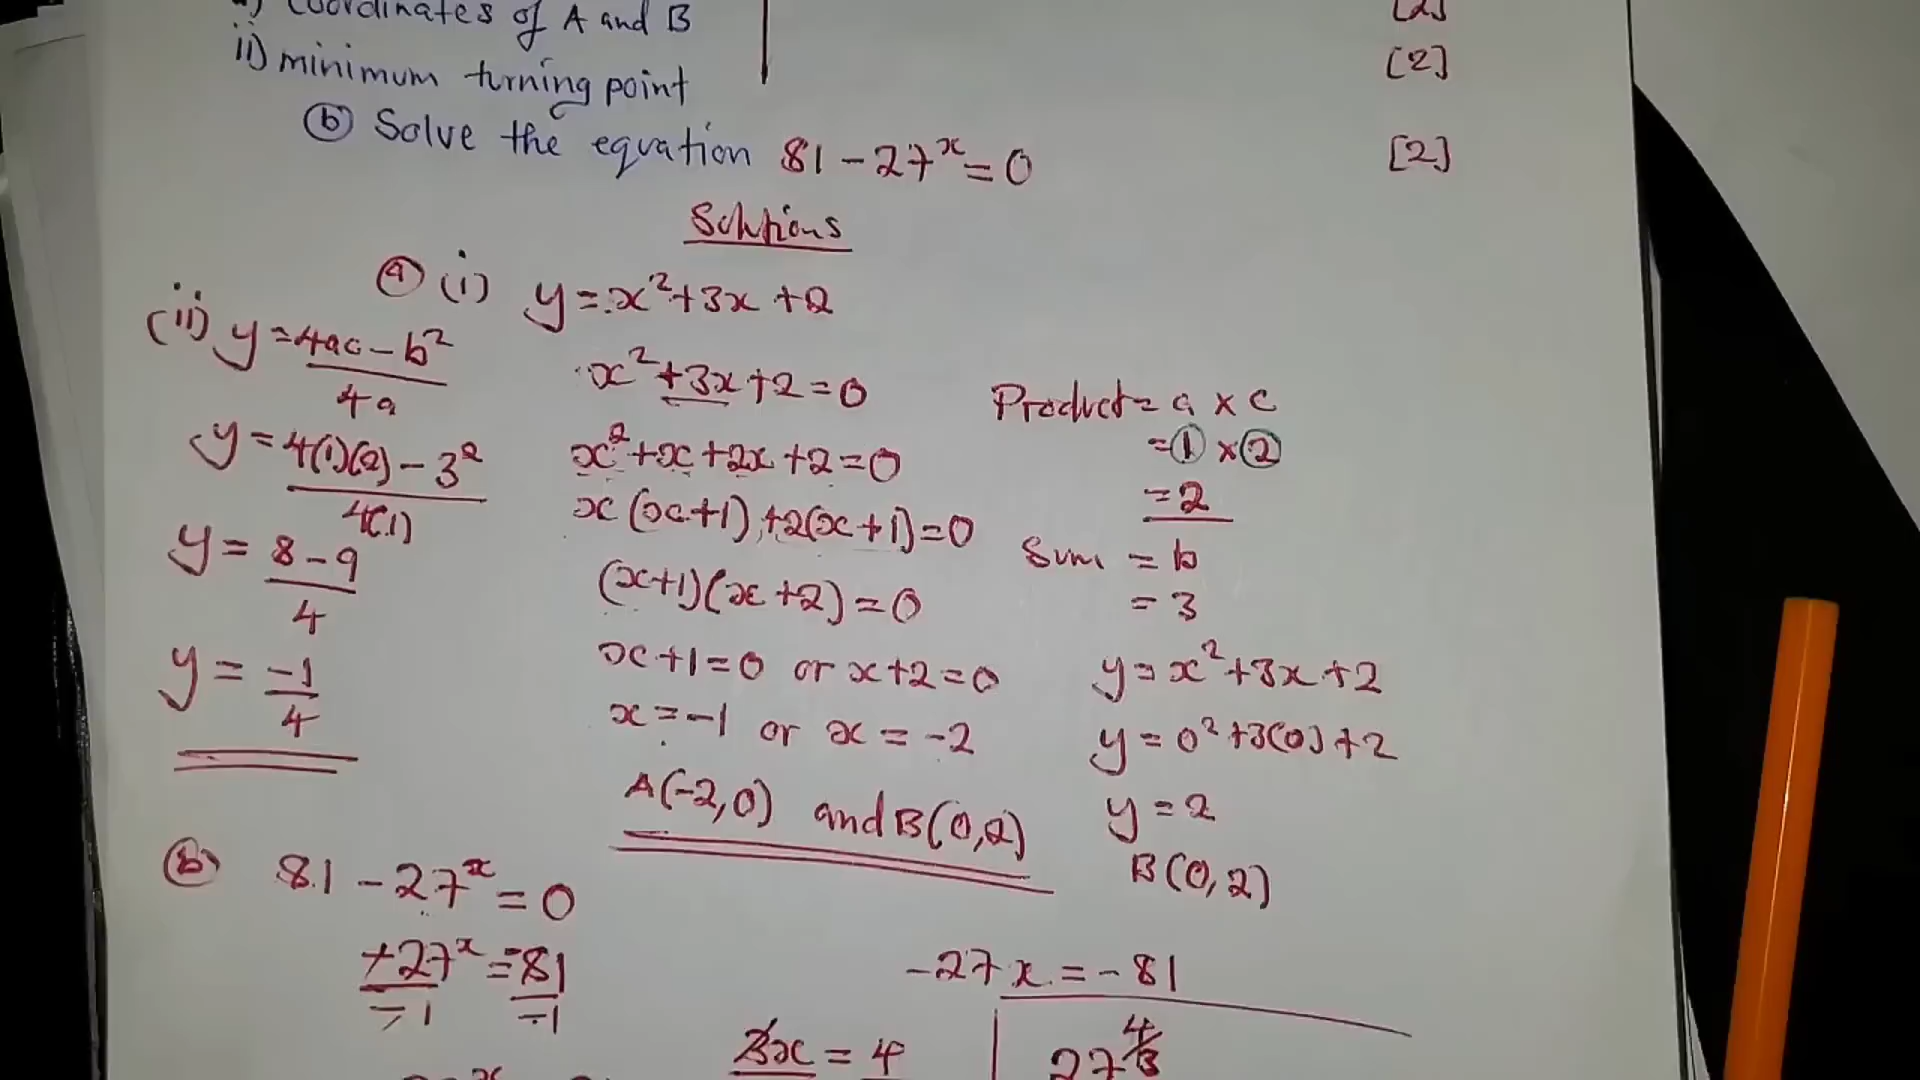 Coordinates of A and B
ii) minimum turning point [2]
(b) Solve the equation 81 - 27^x = 0 [2]
Solutions
(a) (i) y = x² + 3x + 2
x² + 3x + 2 = 0
x² + x + 2x + 2 = 0
x(x+1) + 2(x+1) = 0
(x+1)(x+2) = 0
x+1 = 0 or x+2 = 0
x = -1 or x = -2
A(-2,0) and B(0,2)
Product = a × c
= 1 × 2
= 2
Sum = b
= 3
y = x² + 3x + 2
y = 0² + 3(0) + 2
y = 2
B(0,2)
(ii) y = 4ac - b² / 4a
y = 4(1)(2) - 3² / 4(1)
y = 8 - 9 / 4
y = -1/4
(b) 81 - 27^x = 0
-27^x = -81
-1 -1
3x = 4
-27x = -81
27^4/3